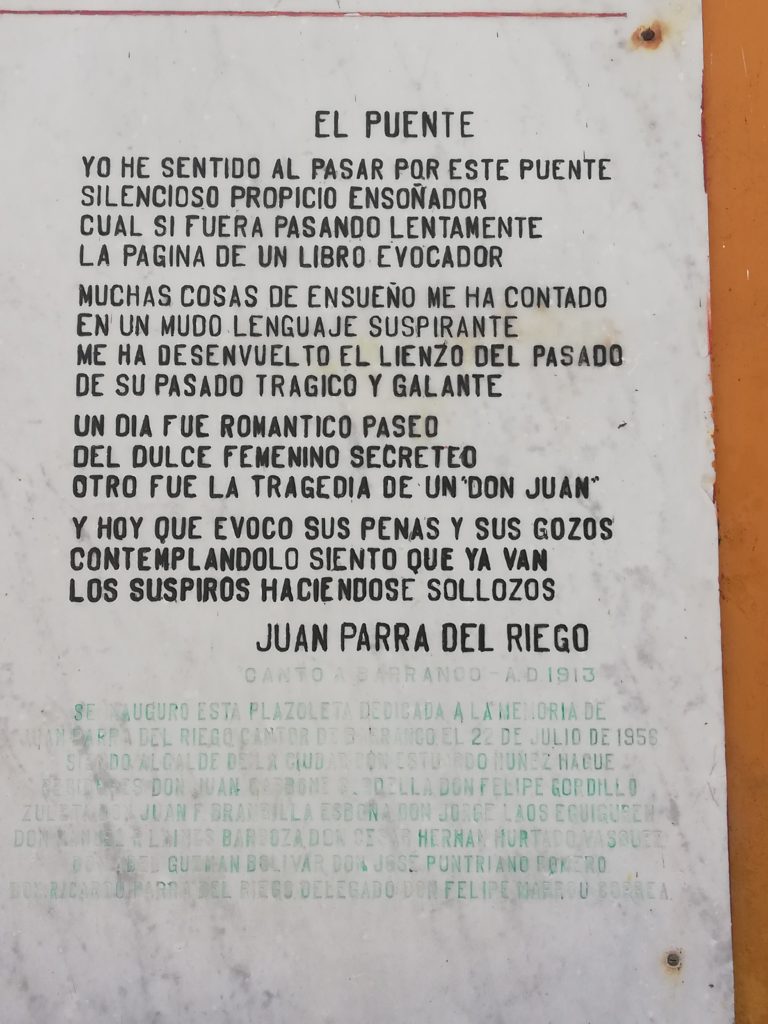 EL PUENTE
YO HE SENTIDO AL PASAR POR ESTE PUENTE
SILENCIOSO PROPICIO ENSOÑADOR
CUAL SI FUERA PASANDO LENTAMENTE
LA PAGINA DE UN LIBRO EVOCADOR
MUCHAS COSAS DE ENSUEÑO ME HA CONTADO
EN UN MUDO LENGUAJE SUSPIRANTE
ME HA DESENVUELTO EL LIENZO DEL PASADO
DE SU PASADO TRAGICO Y GALANTE
UN DIA FUE ROMANTICO PASEO
DEL DULCE FEMENINO SECRETEO
OTRO FUE LA TRAGEDIA DE UN "DON JUAN"
Y HOY QUE EVOCO SUS PENAS Y SUS GOZOS
CONTEMPLANDOLO SIENTO QUE YA VAN
LOS SUSPIROS HACIENDOSE SOLLOZOS
JUAN PARRA DEL RIEGO
CANTO A BARRANCO - A.D. 1913
SE INAUGURO ESTA PLAZOLETA DEDICADA A LA MEMORIA DE
JUAN PARRA DEL RIEGO CANTOR DE BARRANCO EL 22 DE JULIO DE 1956
SIENDO ALCALDE DE LA CIUDAD DON ESTUARDO NUÑEZ HAGUE
DON JUAN DON FELIPE GORDILLO
DON JUAN F. BRAMBILLA DON JORGE LAOS EGUIGUREN
BARBOZA DON CESAR HERNAN HURTADO VASQUEZ
GUZMAN BOLIVAR DON JOSE PUNTRIANO ROMERO
DON RICARDO PARRA DEL RIEGO DELEGADO DON FELIPE CORREA